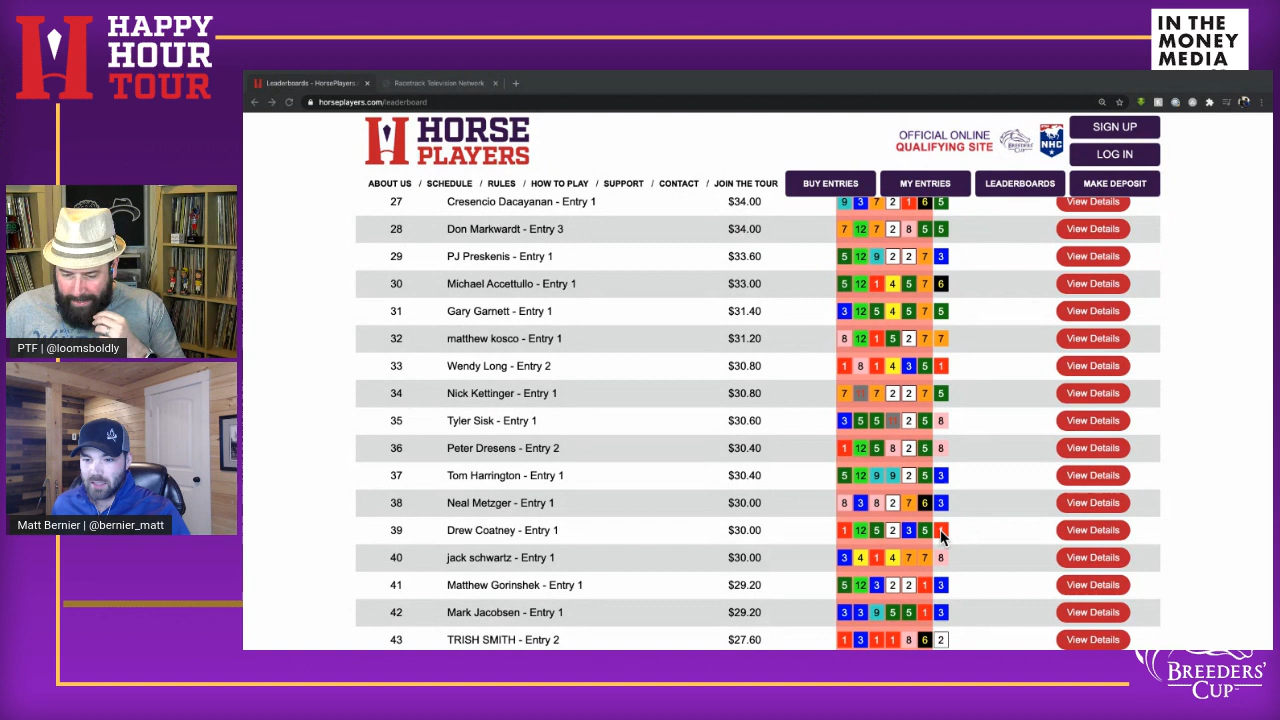 HAPPY
HOUR
TOUR
IN THE
MONEY
MEDIA
Leaderboards - HorsePlayers.
Racetrack Television Network
horseplayers.com/leaderboard
HORSE
PLAYERS
OFFICIAL ONLINE
QUALIFYING SITE
NHC
SIGN UP
LOG IN
ABOUT US / SCHEDULE / RULES / HOW TO PLAY / SUPPORT / CONTACT / JOIN THE TOUR
BUY ENTRIES
MY ENTRIES
LEADERBOARDS
MAKE DEPOSIT
27 Cresencio Dacayanan - Entry 1 $34.00 9 3 7 2 1 6 5 View Details
28 Don Markwardt - Entry 3 $34.00 7 12 7 2 8 5 5 View Details
29 PJ Preskenis - Entry 1 $33.60 5 12 9 2 2 7 3 View Details
30 Michael Accettullo - Entry 1 $33.00 5 12 1 4 5 7 6 View Details
31 Gary Garnett - Entry 1 $31.40 3 12 5 4 5 7 5 View Details
32 matthew kosco - Entry 1 $31.20 8 12 1 5 2 7 7 View Details
33 Wendy Long - Entry 2 $30.80 1 8 1 4 3 5 1 View Details
34 Nick Kettinger - Entry 1 $30.80 7 7 2 2 7 5 View Details
35 Tyler Sisk - Entry 1 $30.60 3 5 5 2 5 8 View Details
36 Peter Dresens - Entry 2 $30.40 1 12 5 8 2 5 8 View Details
37 Tom Harrington - Entry 1 $30.40 5 12 9 9 2 5 3 View Details
38 Neal Metzger - Entry 1 $30.00 8 3 8 2 7 6 3 View Details
39 Drew Coatney - Entry 1 $30.00 1 12 5 2 3 5 View Details
40 jack schwartz - Entry 1 $30.00 3 4 1 4 7 7 8 View Details
41 Matthew Gorinshek - Entry 1 $29.20 5 12 3 2 2 1 3 View Details
42 Mark Jacobsen - Entry 1 $29.20 3 3 9 5 5 1 3 View Details
43 TRISH SMITH - Entry 2 $27.60 1 3 1 1 8 6 2 View Details
PTF | @loomsboldly
Matt Bernier | @bernier_matt
BREEDERS'
CUP